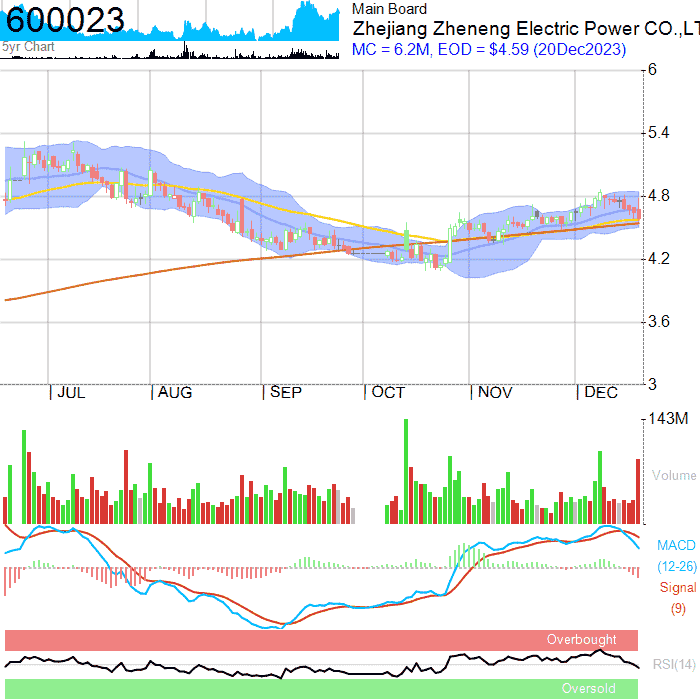 600023
5yr Chart
Main Board
Zhejiang Zheneng Electric Power CO.,LT
MC = 6.2M, EOD = $4.59 (20Dec2023)
6
5.4
4.8
4.2
3.6
3
JUL
AUG
SEP
OCT
NOV
DEC
143M
Volume
MACD
(12-26)
Signal
(9)
Overbought
RSI(14)
Oversold